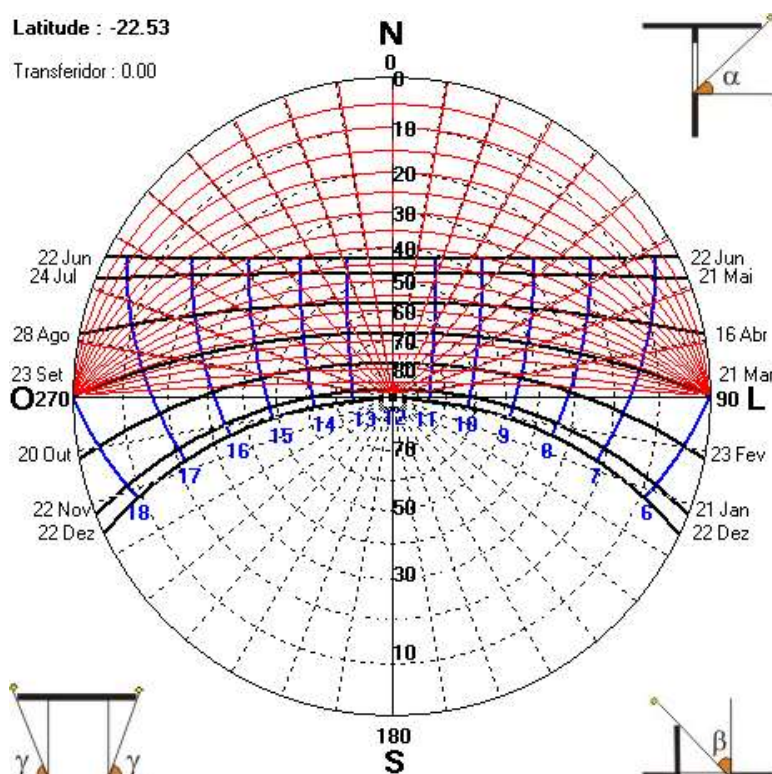 Latitude : -22.53
Transferidor : 0.00
N
0
0
10
20
30
40
50
60
70
80
α
22 Jun
24 Jul
28 Ago
23 Set
O 270
20 Out
22 Nov
22 Dez
22 Jun
21 Mai
16 Abr
21 Mar
90 L
23 Fev
21 Jan
22 Dez
18 17 16 15 14 13 12 11 10 9 8 7 6
70
50
30
10
180
S
γ γ
β